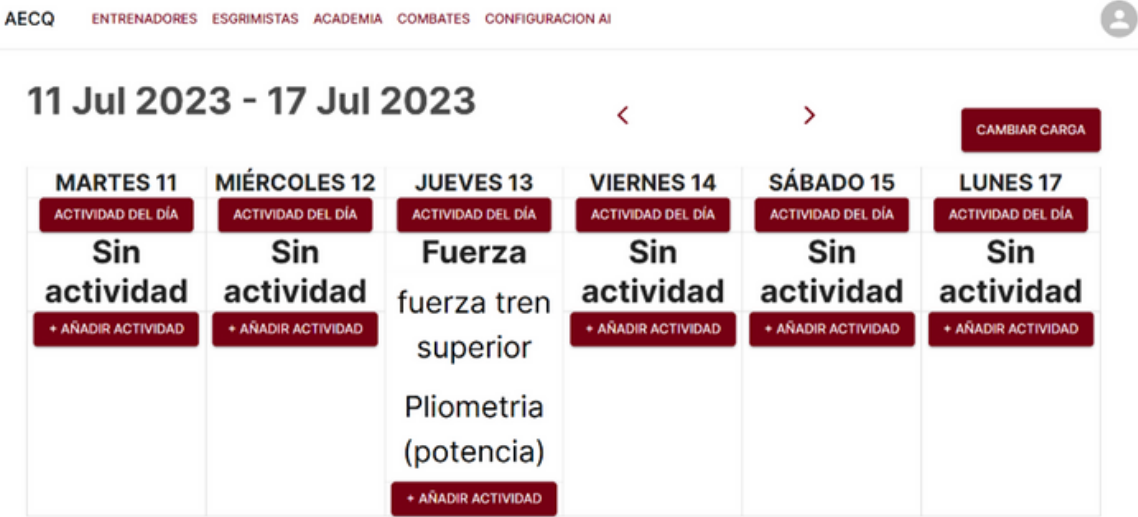 AECQ ENTRENADORES ESGRIMISTAS ACADEMIA COMBATES CONFIGURACION AI
11 Jul 2023 - 17 Jul 2023
CAMBIAR CARGA
MARTES 11 MIÉRCOLES 12 JUEVES 13 VIERNES 14 SÁBADO 15 LUNES 17
ACTIVIDAD DEL DÍA ACTIVIDAD DEL DÍA ACTIVIDAD DEL DÍA ACTIVIDAD DEL DÍA ACTIVIDAD DEL DÍA ACTIVIDAD DEL DÍA
Sin Sin Fuerza Sin Sin Sin
actividad actividad fuerza tren actividad actividad actividad
+ AÑADIR ACTIVIDAD + AÑADIR ACTIVIDAD superior + AÑADIR ACTIVIDAD + AÑADIR ACTIVIDAD + AÑADIR ACTIVIDAD
Pliometria
(potencia)
+ AÑADIR ACTIVIDAD